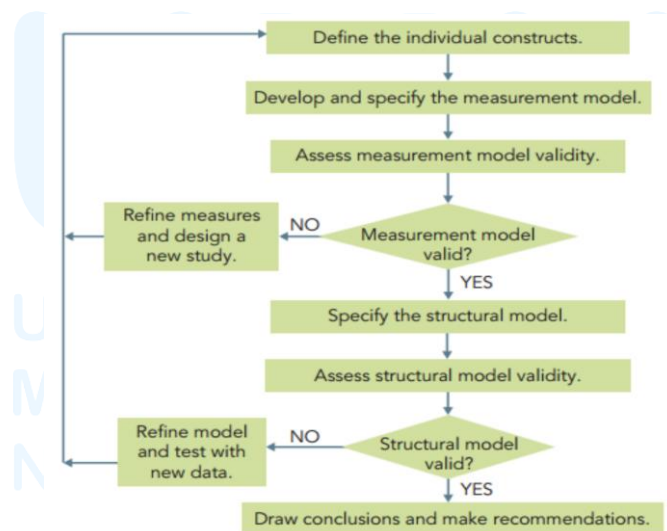 Define the individual constructs.
Develop and specify the measurement model.
Assess measurement model validity.
Refine measures
and design a
new study.
NO
Measurement model
valid?
YES
Specify the structural model.
Assess structural model validity.
Refine model
and test with
new data.
NO
Structural model
valid?
YES
Draw conclusions and make recommendations.
U
M
N